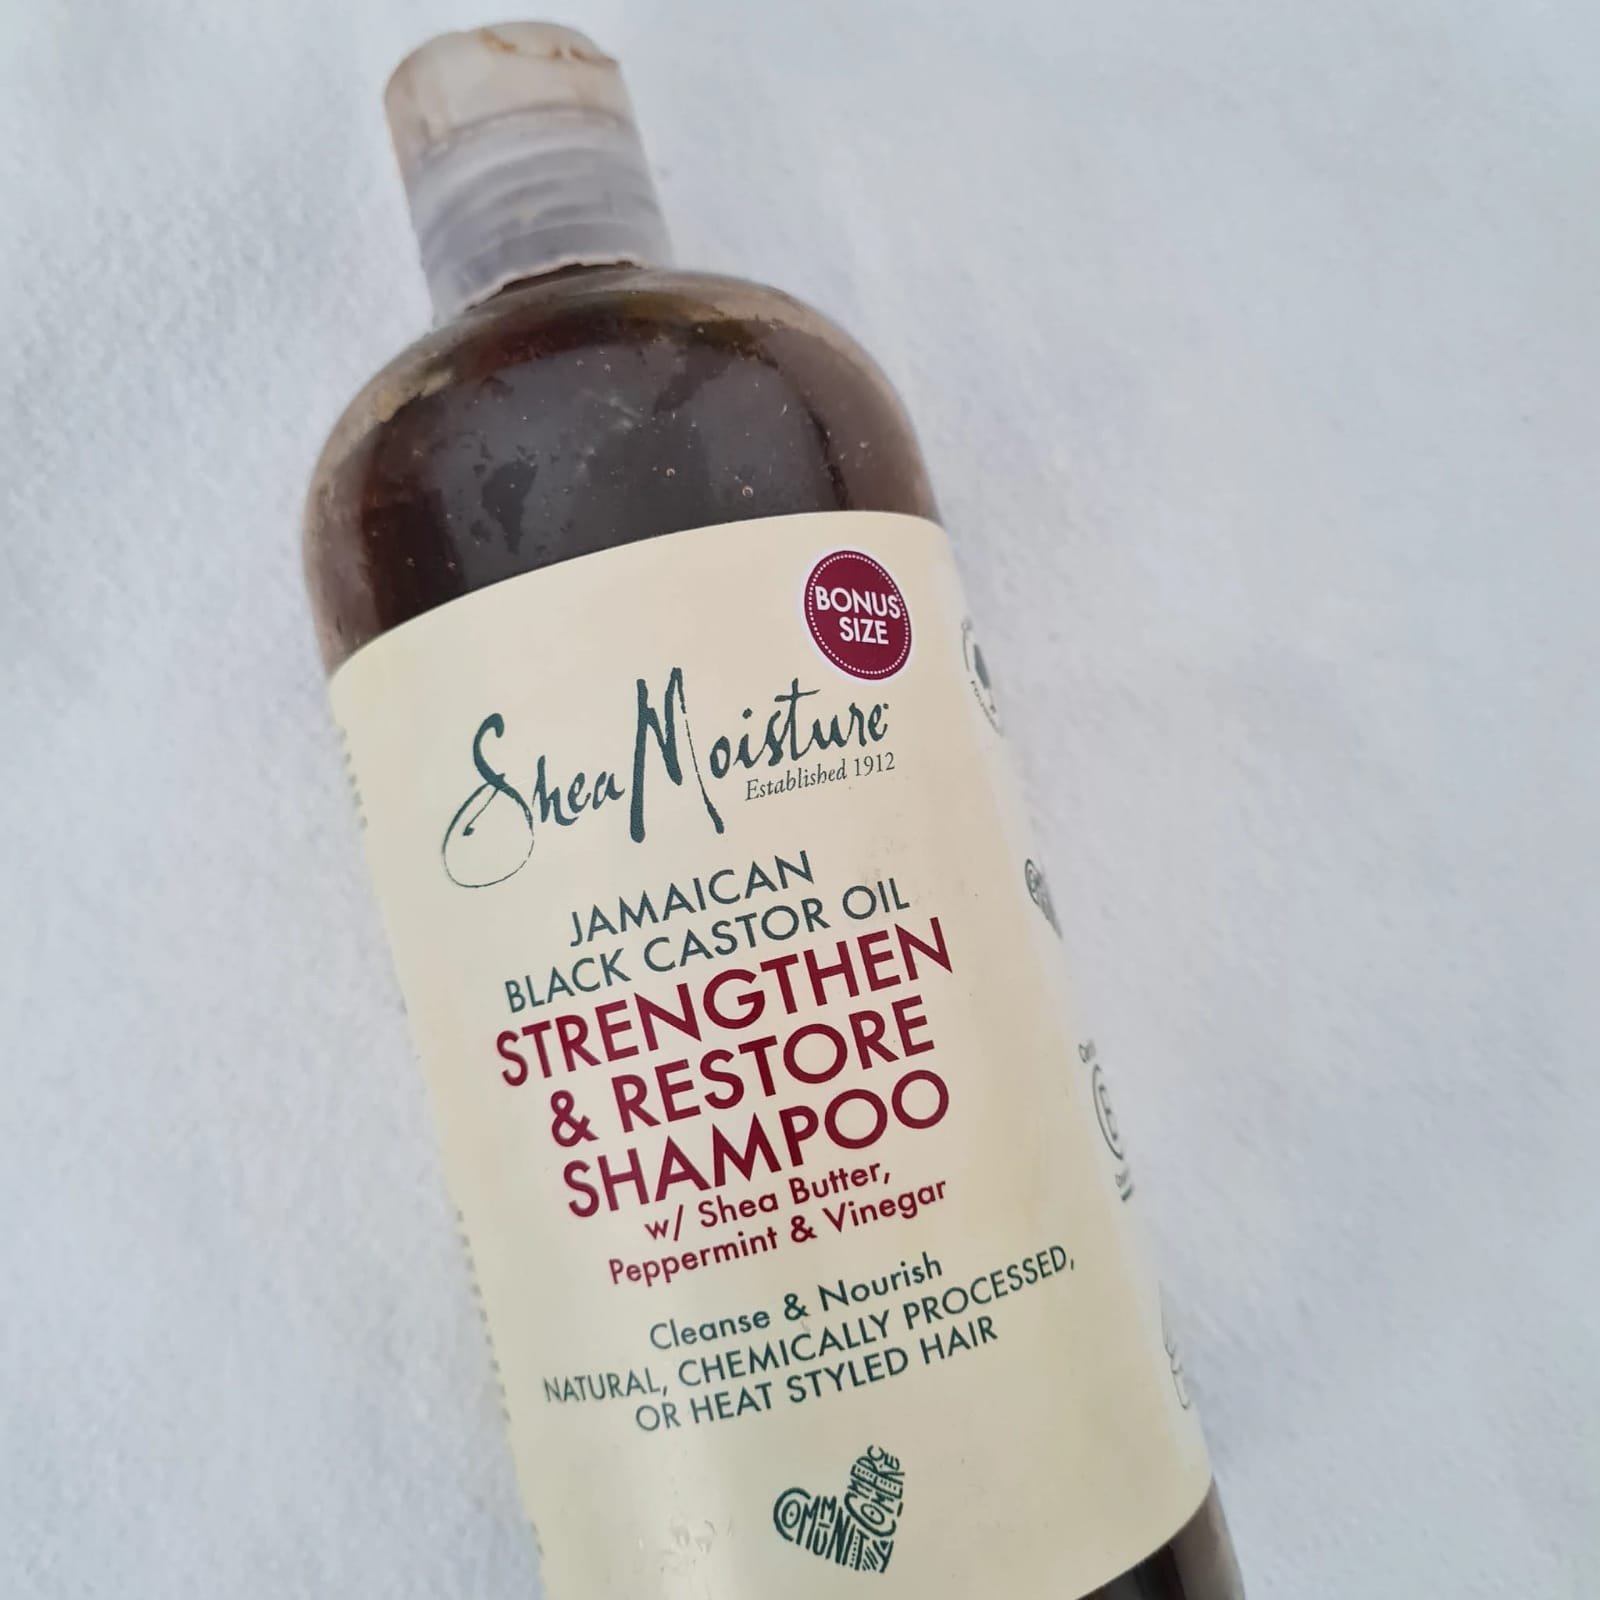 BONUS
SIZE
SheaMoisture
Established 1912
JAMAICAN
BLACK CASTOR OIL
STRENGTHEN
& RESTORE
SHAMPOO
w/ Shea Butter,
Peppermint & Vinegar
Cleanse & Nourish
NATURAL, CHEMICALLY PROCESSED,
OR HEAT STYLED HAIR
COMMUNITY
COMMERCE